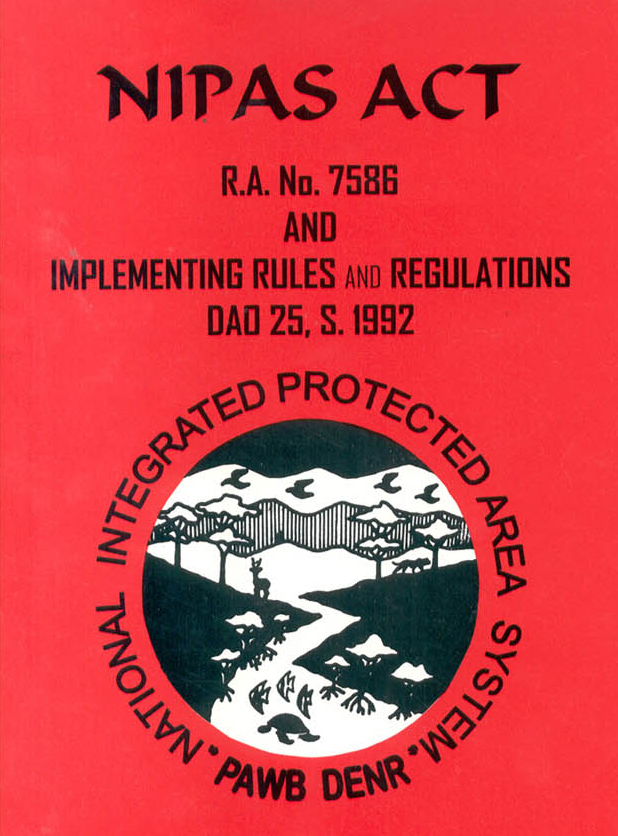 NIPAS ACT
R.A. No. 7586
AND
IMPLEMENTING RULES AND REGULATIONS
DAO 25, S. 1992
NATIONAL INTEGRATED PROTECTED AREA SYSTEM
• PAWB DENR •